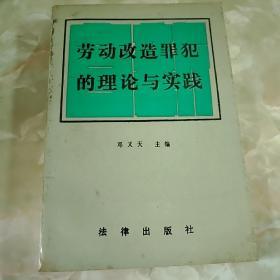 劳动改造罪犯
的理论与实践
邓又天 主编
法律出版社